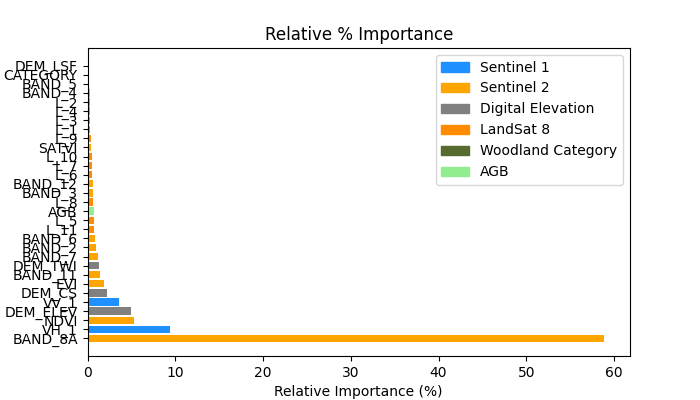 Relative % Importance
DEM_LSF
CATEGORY
BAND_5
BAND_4
L_2
L_4
L_3
L_1
L_9
SATVI
L_10
L_7
L_6
BAND_12
BAND_3
L_8
AGB
L_5
L_11
BAND_6
BAND_2
BAND_7
DEM_TWI
BAND_11
EVI
DEM_CS
VV_1
DEM_ELEV
NDVI
VH_1
BAND_8A
Sentinel 1
Sentinel 2
Digital Elevation
LandSat 8
Woodland Category
AGB
0 10 20 30 40 50 60
Relative Importance (%)